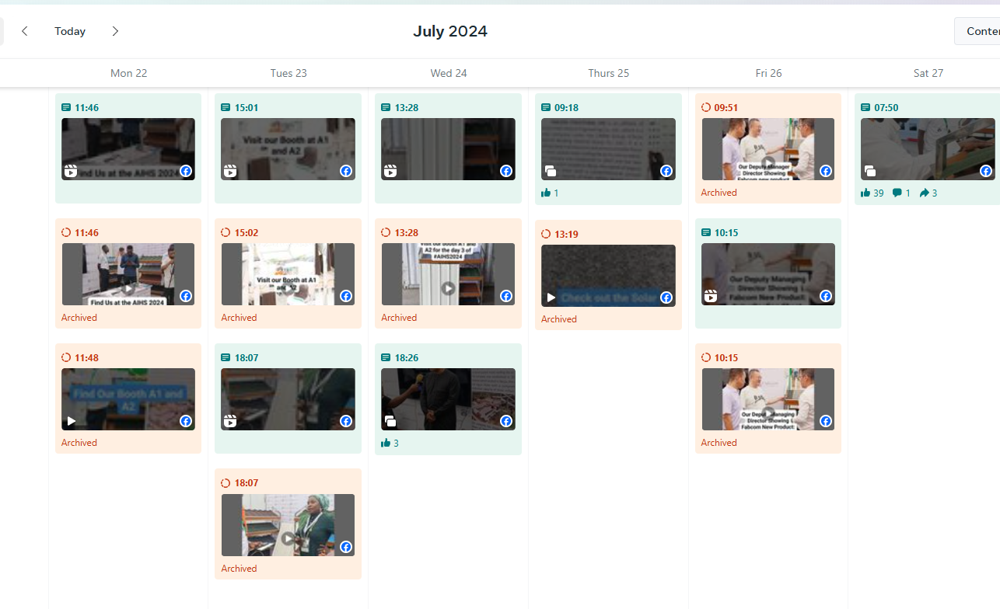 Today
July 2024
Conte
Mon 22
Tues 23
Wed 24
Thurs 25
Fri 26
Sat 27
11:46
Find Us at the AIHS 2024
11:46
Find Us at the AIHS 2024
Archived
11:48
Find Our Booth A1 and
A2
Archived
15:01
Visit our Booth at A1
and A2
15:02
Visit our Booth at A1
and A2
Archived
18:07
18:07
Archived
13:28
13:28
Visit our Booth A1 and
A2 for the day 3 of
#AIHS2024
Archived
18:26
3
09:18
1
13:19
Check out the Solar
Archived
09:51
Our Deputy Manager
Director Showing
Fabcom new product
Archived
10:15
Our Deputy Managing
Director Showing
Fabcom New Product:
10:15
Our Deputy Managing
Director Showing
Fabcom New Product:
Archived
07:50
39 1 3